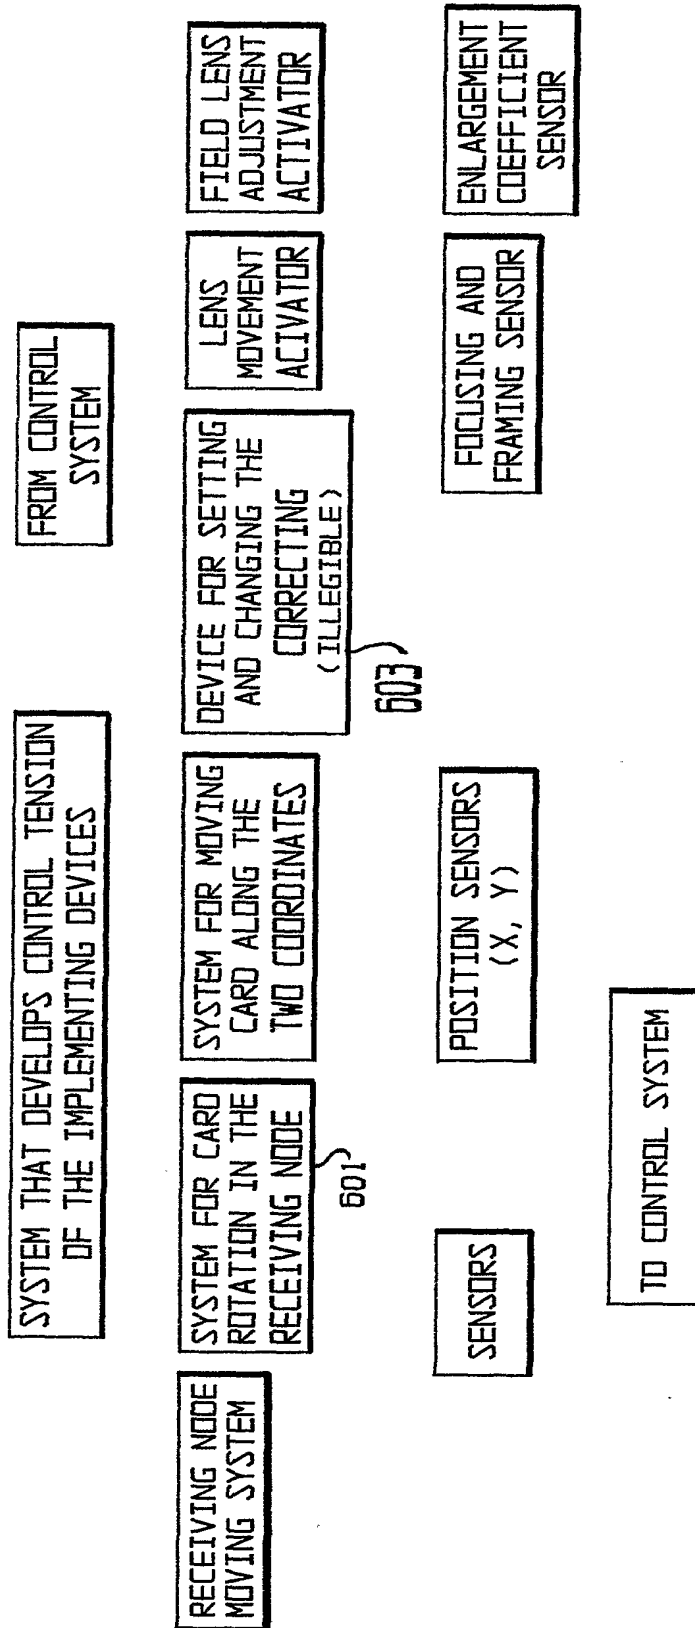 SYSTEM THAT DEVELOPS CONTROL TENSION
OF THE IMPLEMENTING DEVICES
FROM CONTROL
SYSTEM
RECEIVING NODE
MOVING SYSTEM
SYSTEM FOR CARD
ROTATION IN THE
RECEIVING NODE
601
SYSTEM FOR MOVING
CARD ALONG THE
TWO COORDINATES
DEVICE FOR SETTING
AND CHANGING THE
CORRECTING
(ILLEGIBLE)
603
LENS
MOVEMENT
ACIVATOR
FIELD LENS
ADJUSTMENT
ACTIVATOR
SENSORS
POSITION SENSORS
(X, Y)
FOCUSING AND
FRAMING SENSOR
ENLARGEMENT
COEFFICIENT
SENSOR
TO CONTROL SYSTEM